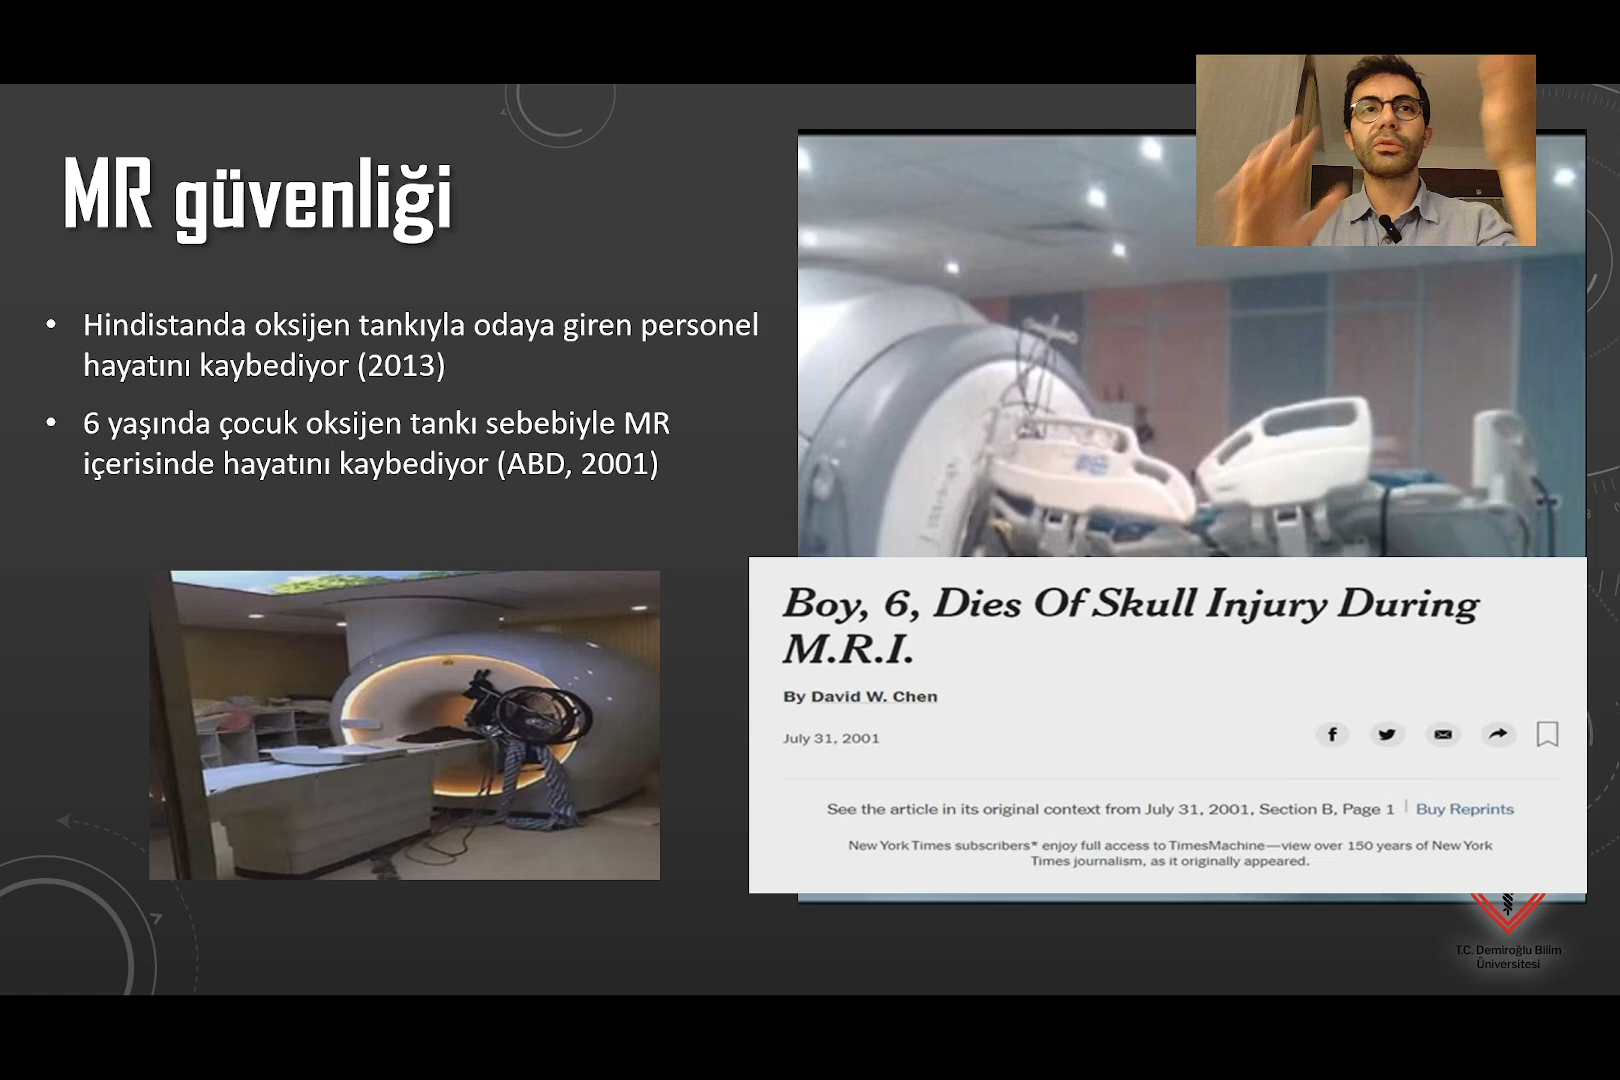 MR güvenliği
• Hindistanda oksijen tankıyla odaya giren personel
hayatını kaybediyor (2013)
• 6 yaşında çocuk oksijen tankı sebebiyle MR
içerisinde hayatını kaybediyor (ABD, 2001)
Boy, 6, Dies Of Skull Injury During
M.R.I.
By David W. Chen
July 31, 2001
See the article in its original context from July 31, 2001, Section B, Page 1 | Buy Reprints
New York Times subscribers* enjoy full access to TimesMachine—view over 150 years of New York
Times journalism, as it originally appeared.
T.C. Demiroğlu Bilim
Üniversitesi